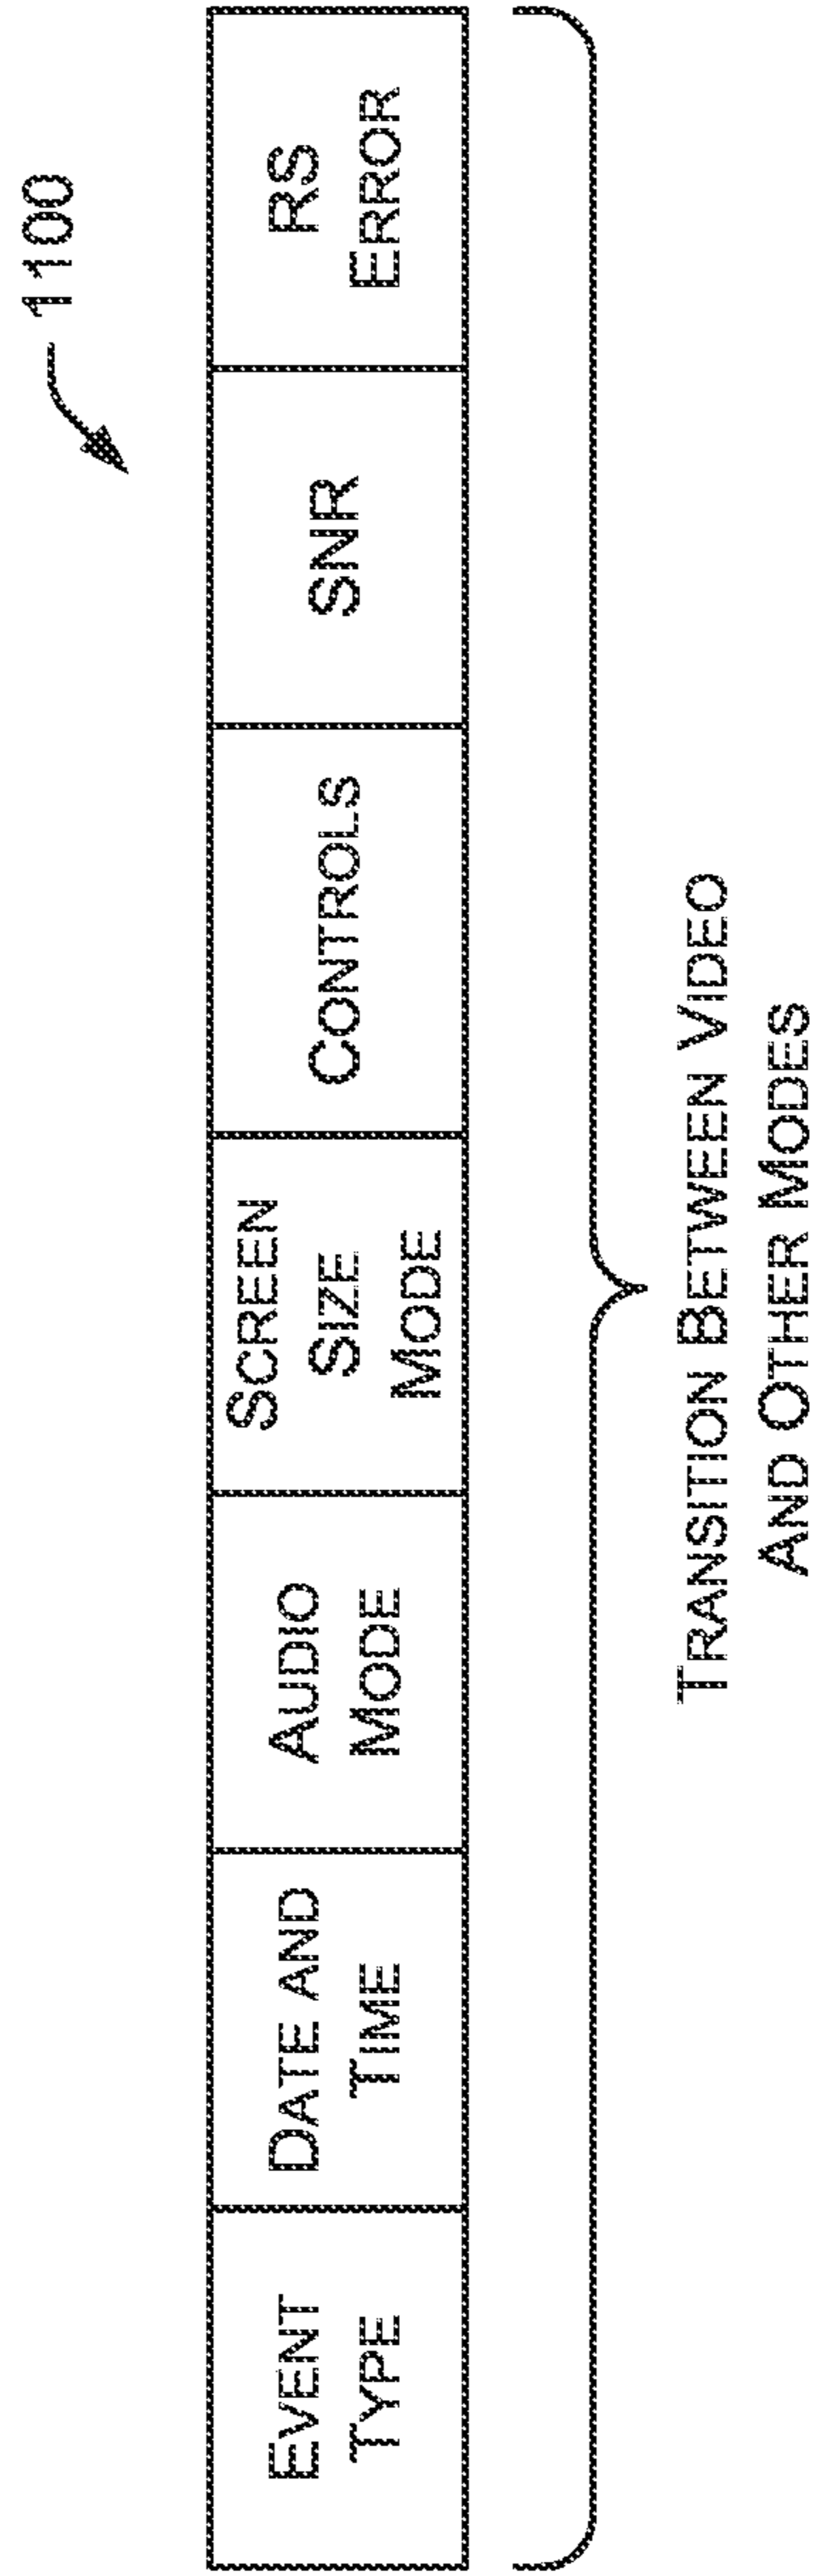 1100
EVENT
TYPE
DATE AND
TIME
AUDIO
MODE
SCREEN
SIZE
MODE
CONTROLS
SNR
RS
ERROR
TRANSITION BETWEEN VIDEO
AND OTHER MODES